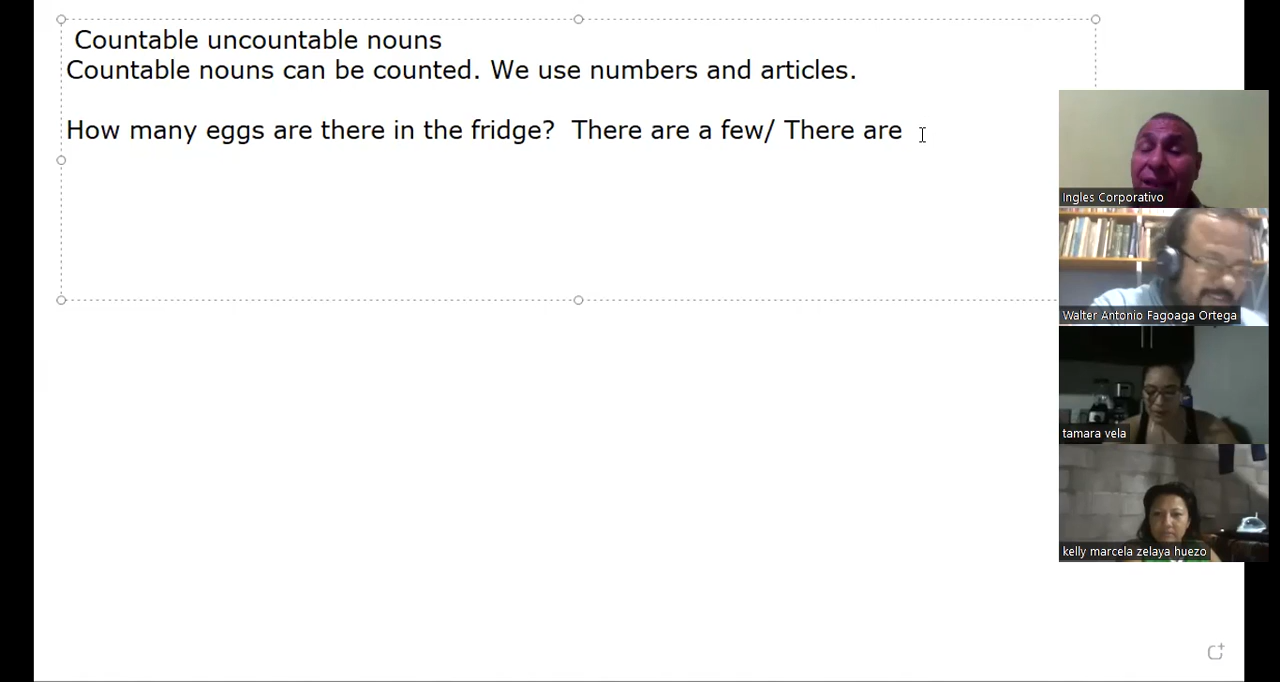 Countable uncountable nouns
Countable nouns can be counted. We use numbers and articles.
How many eggs are there in the fridge?  There are a few/ There are
Ingles Corporativo
Walter Antonio Fagoaga Ortega
tamara vela
kelly marcela zelaya huezo